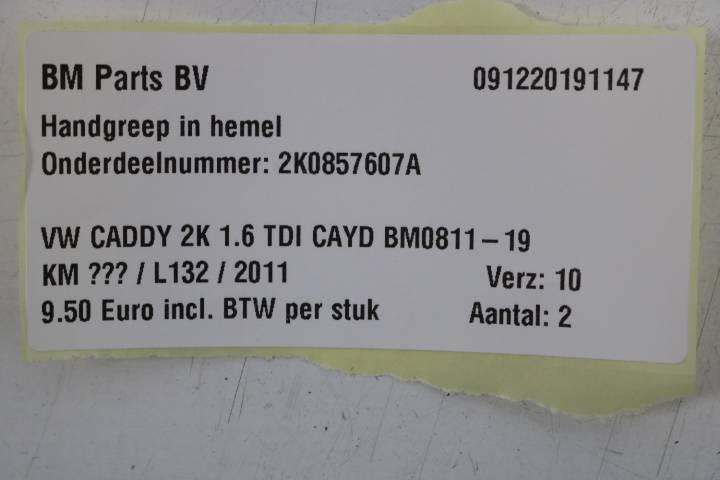 BM Parts BV 091220191147
Handgreep in hemel
Onderdeelnummer: 2K0857607A
VW CADDY 2K 1.6 TDI CAYD BM0811-19
KM ??? / L132 / 2011 Verz: 10
9.50 Euro incl. BTW per stuk Aantal: 2